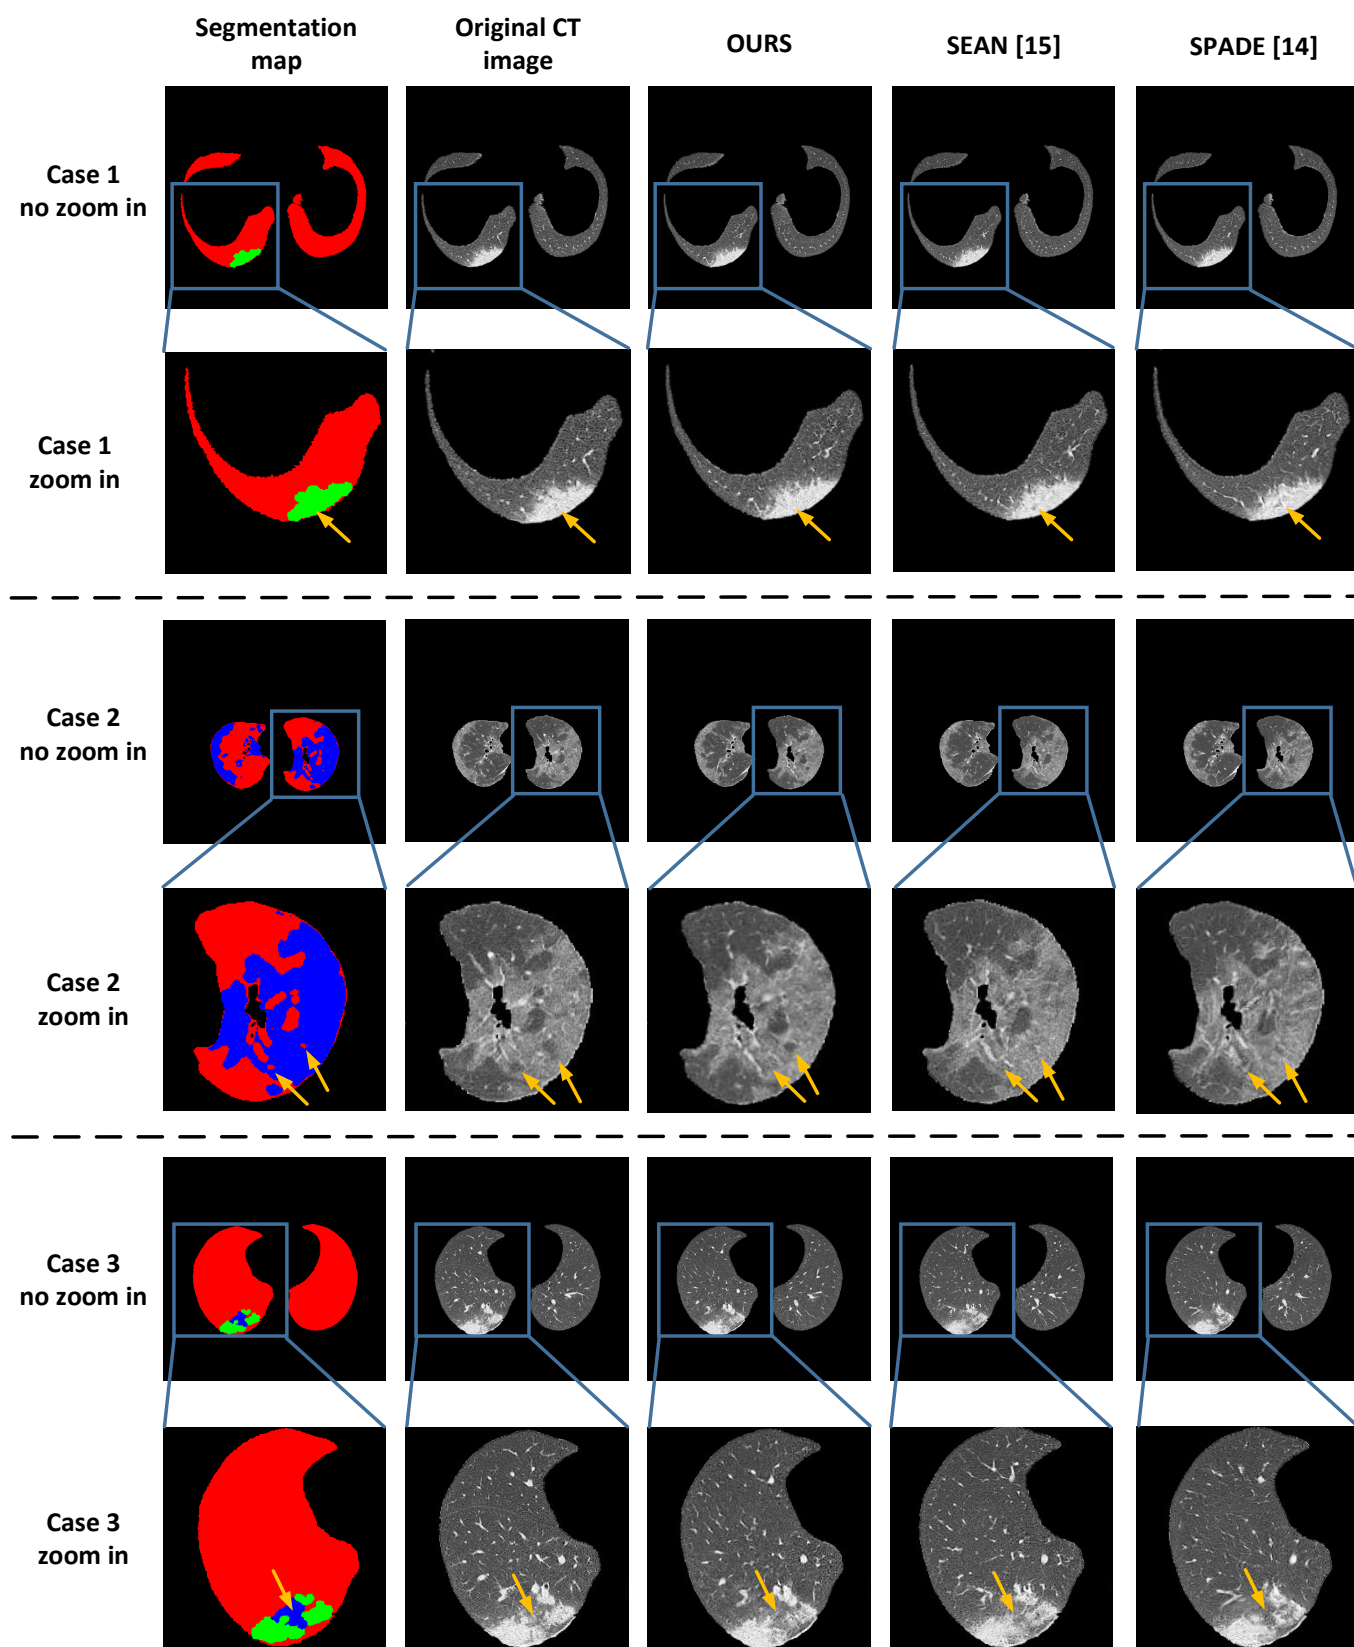 Segmentation
map
Original CT
image
OURS
SEAN [15]
SPADE [14]
Case 1
no zoom in
Case 1
zoom in
Case 2
no zoom in
Case 2
zoom in
Case 3
no zoom in
Case 3
zoom in